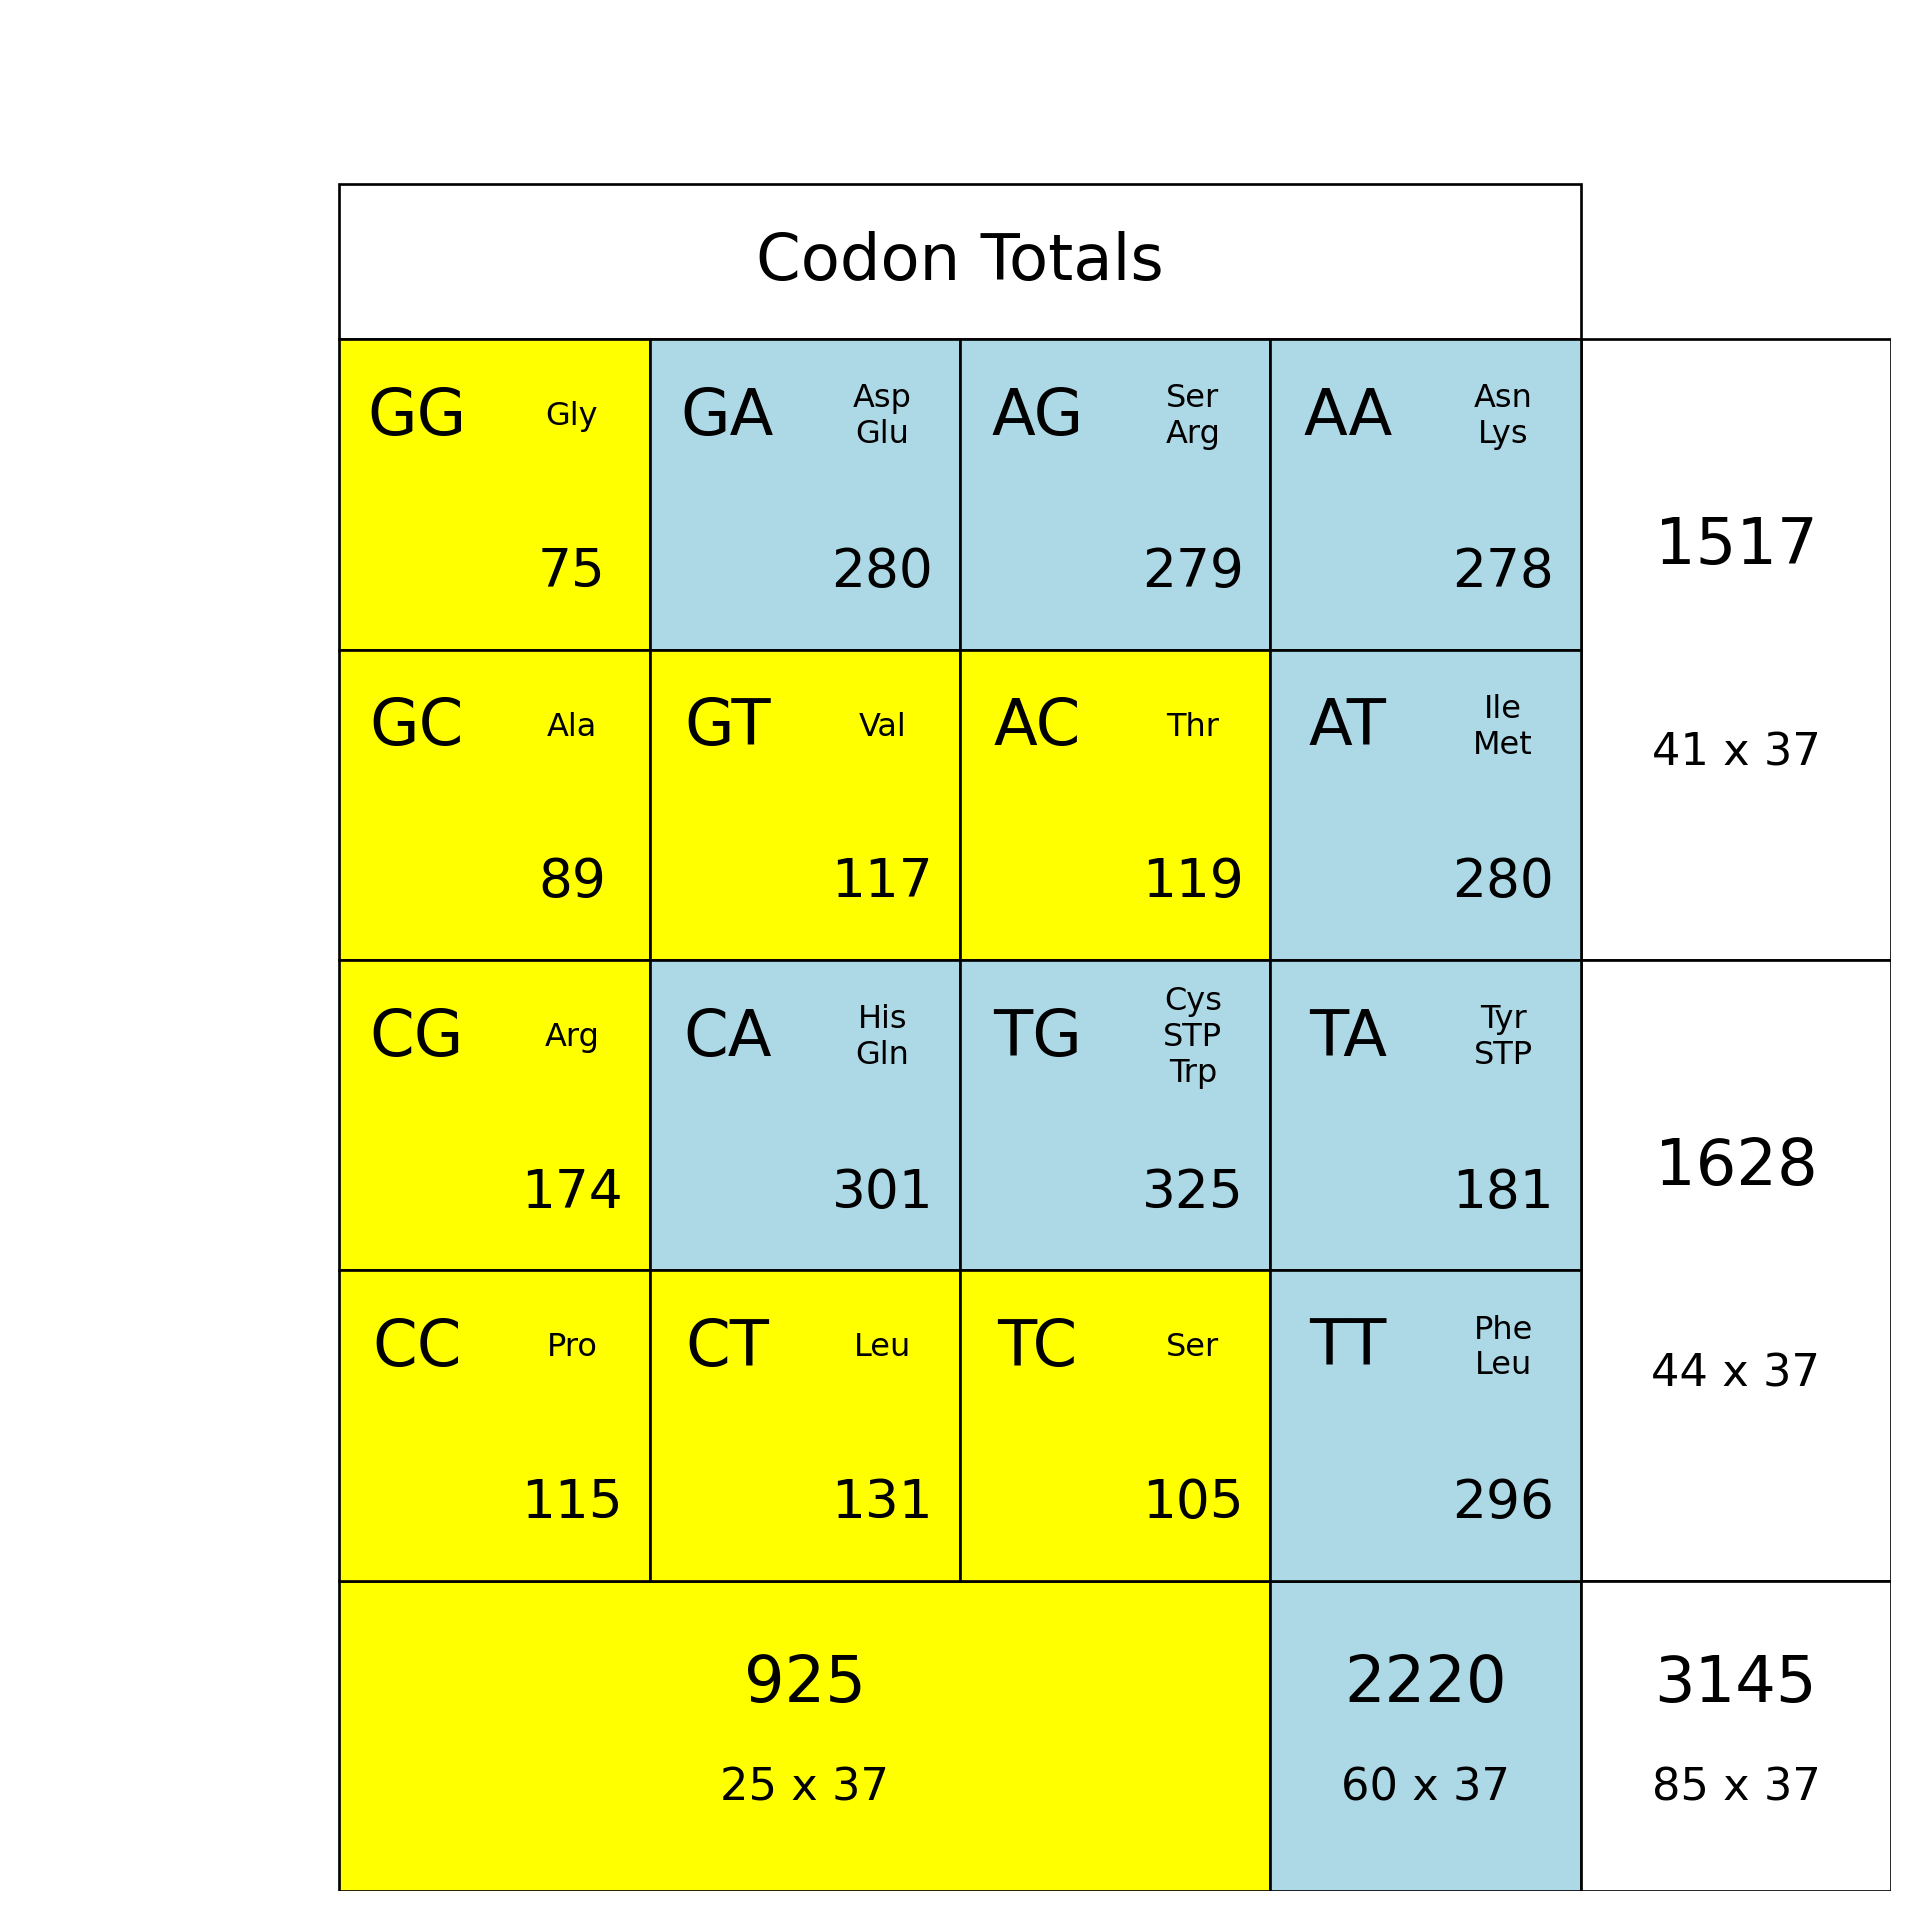 Codon Totals
GG Gly
75
GA Asp
Glu
280
AG Ser
Arg
279
AA Asn
Lys
278
1517
41 x 37
GC Ala
89
GT Val
117
AC Thr
119
AT Ile
Met
280
CG Arg
174
CA His
Gln
301
TG Cys
STP
Trp
325
TA Tyr
STP
181
1628
44 x 37
CC Pro
115
CT Leu
131
TC Ser
105
TT Phe
Leu
296
925
25 x 37
2220
60 x 37
3145
85 x 37